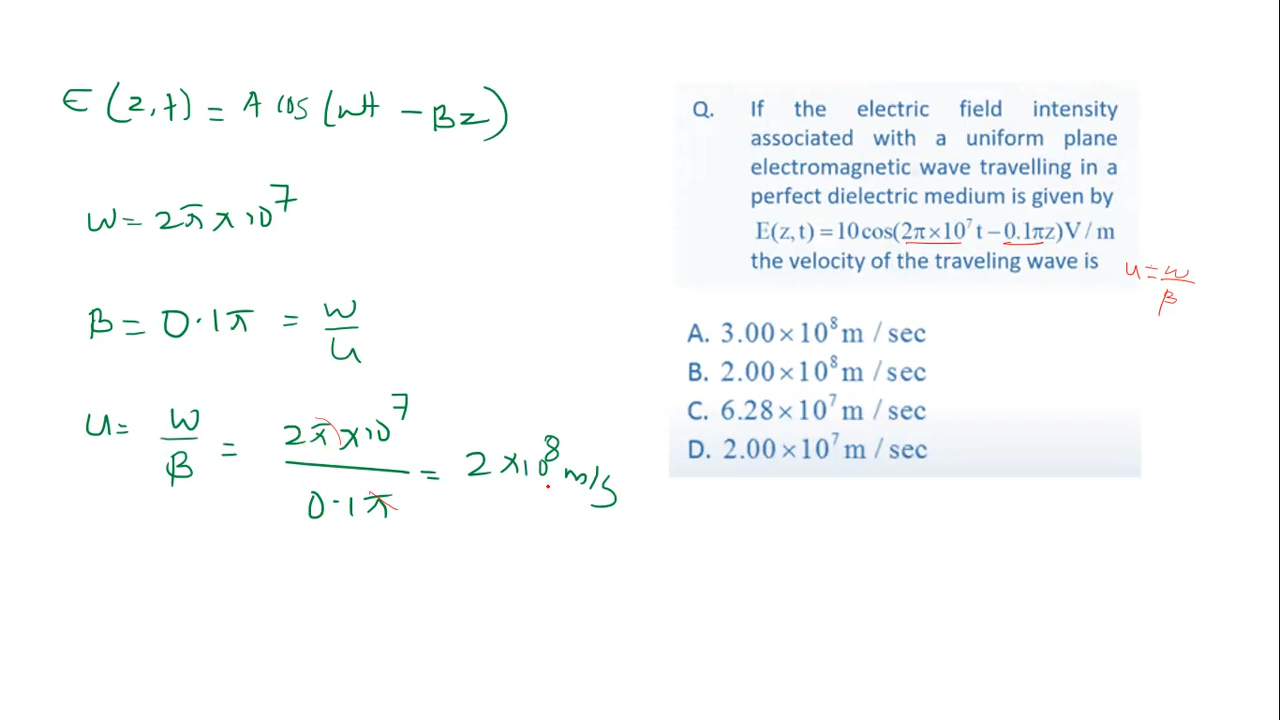 E(z,t) = A cos(wt - βz)
w = 2π×10^7
β = 0.1π = w/u
u = w/β = 2π×10^7/0.1π = 2×10^8 m/s
Q. If the electric field intensity
associated with a uniform plane
electromagnetic wave travelling in a
perfect dielectric medium is given by
E(z,t) = 10cos(2π×10^7 t − 0.1πz)V/m
the velocity of the traveling wave is
u = w/β
A. 3.00×10^8 m/sec
B. 2.00×10^8 m/sec
C. 6.28×10^7 m/sec
D. 2.00×10^7 m/sec